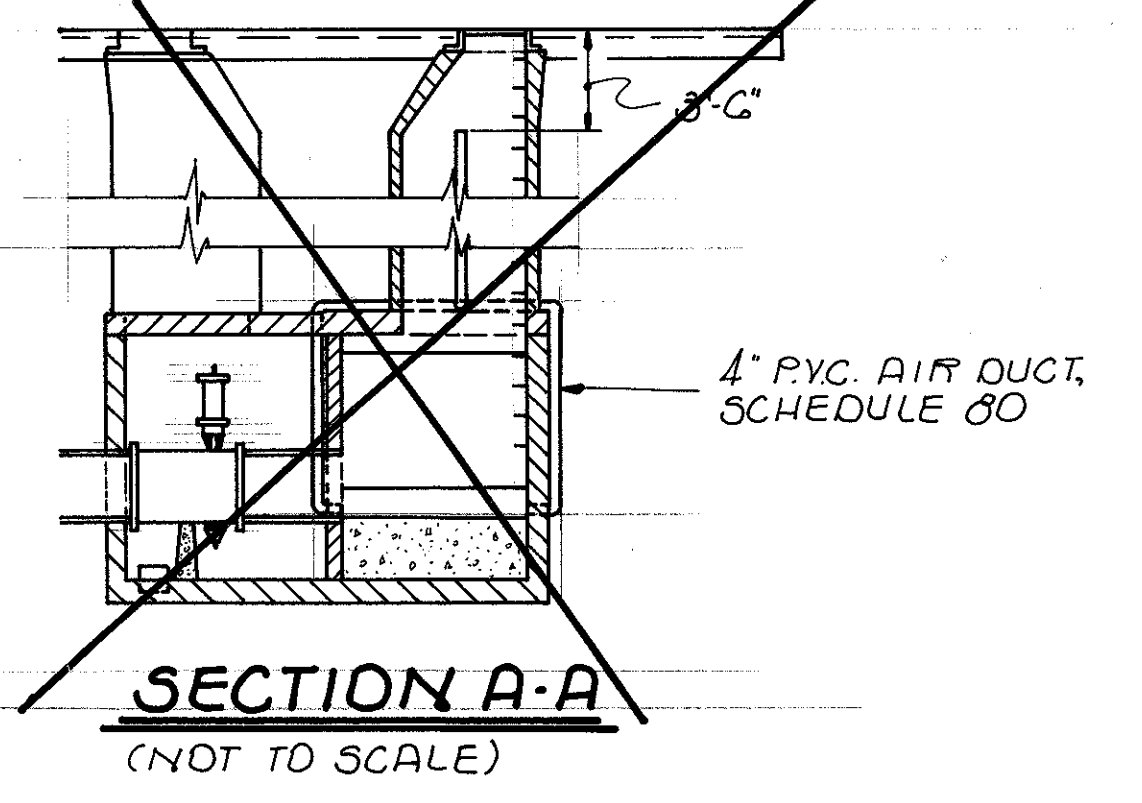 3'-6"
4" P.V.C. AIR DUCT,
SCHEDULE 80
SECTION A-A
(NOT TO SCALE)